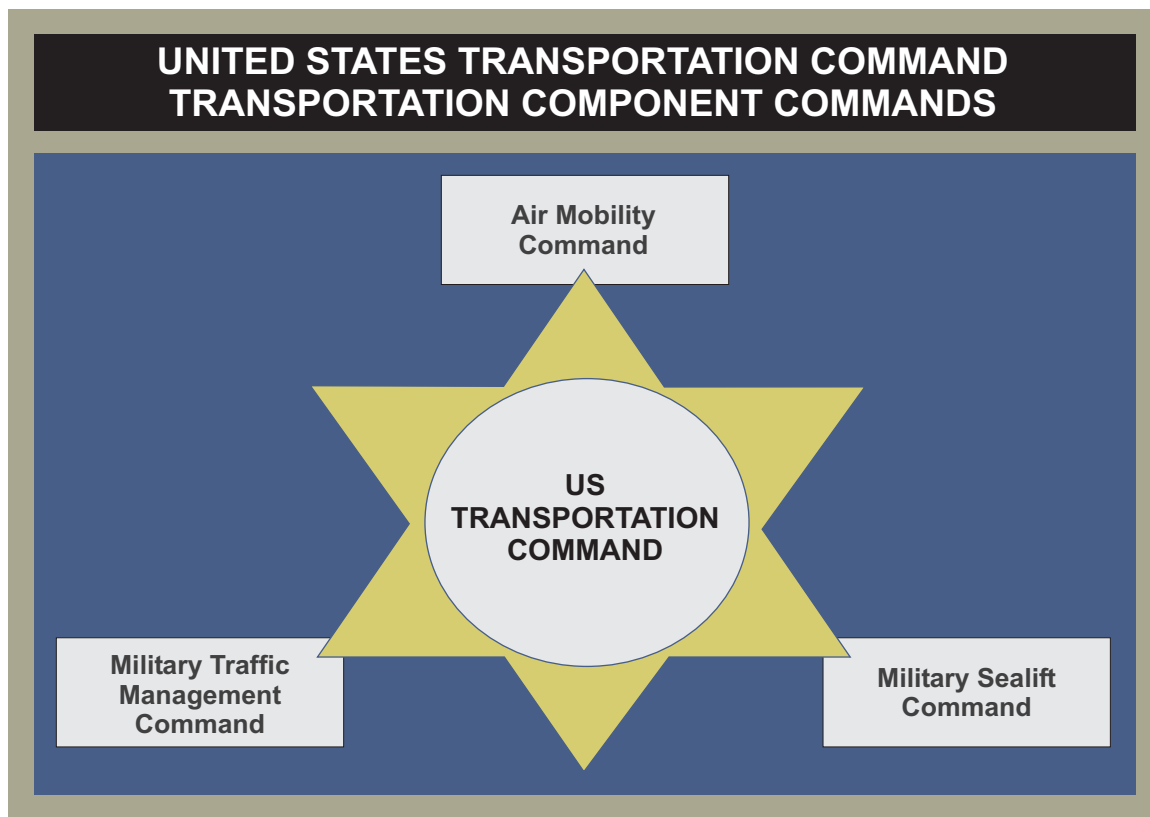 UNITED STATES TRANSPORTATION COMMAND
TRANSPORTATION COMPONENT COMMANDS
Air Mobility
Command
US
TRANSPORTATION
COMMAND
Military Traffic
Management
Command
Military Sealift
Command